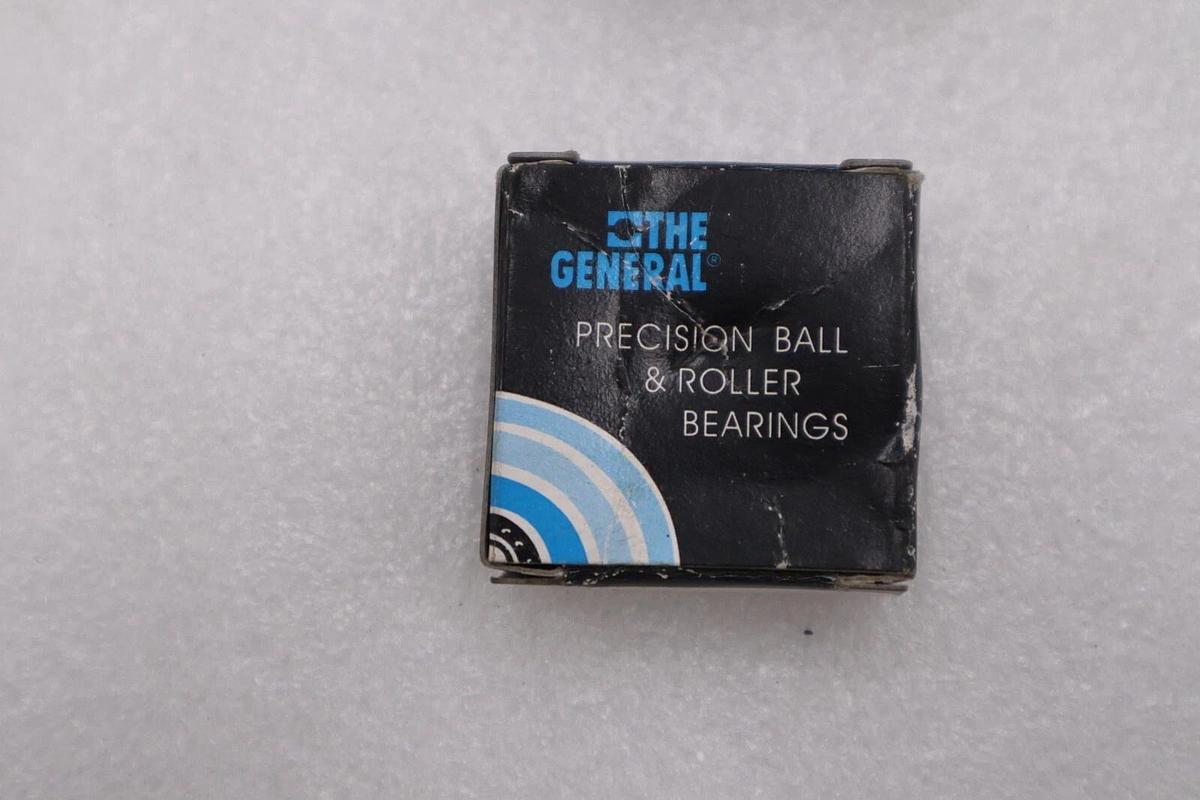 THE
GENERAL®
PRECISION BALL
& ROLLER
BEARINGS